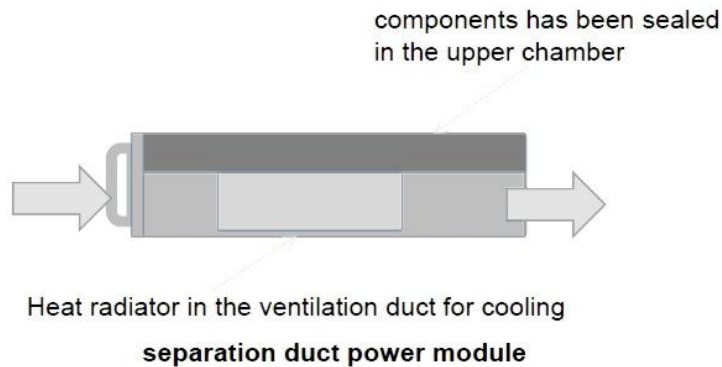 components has been sealed
in the upper chamber
Heat radiator in the ventilation duct for cooling
separation duct power module